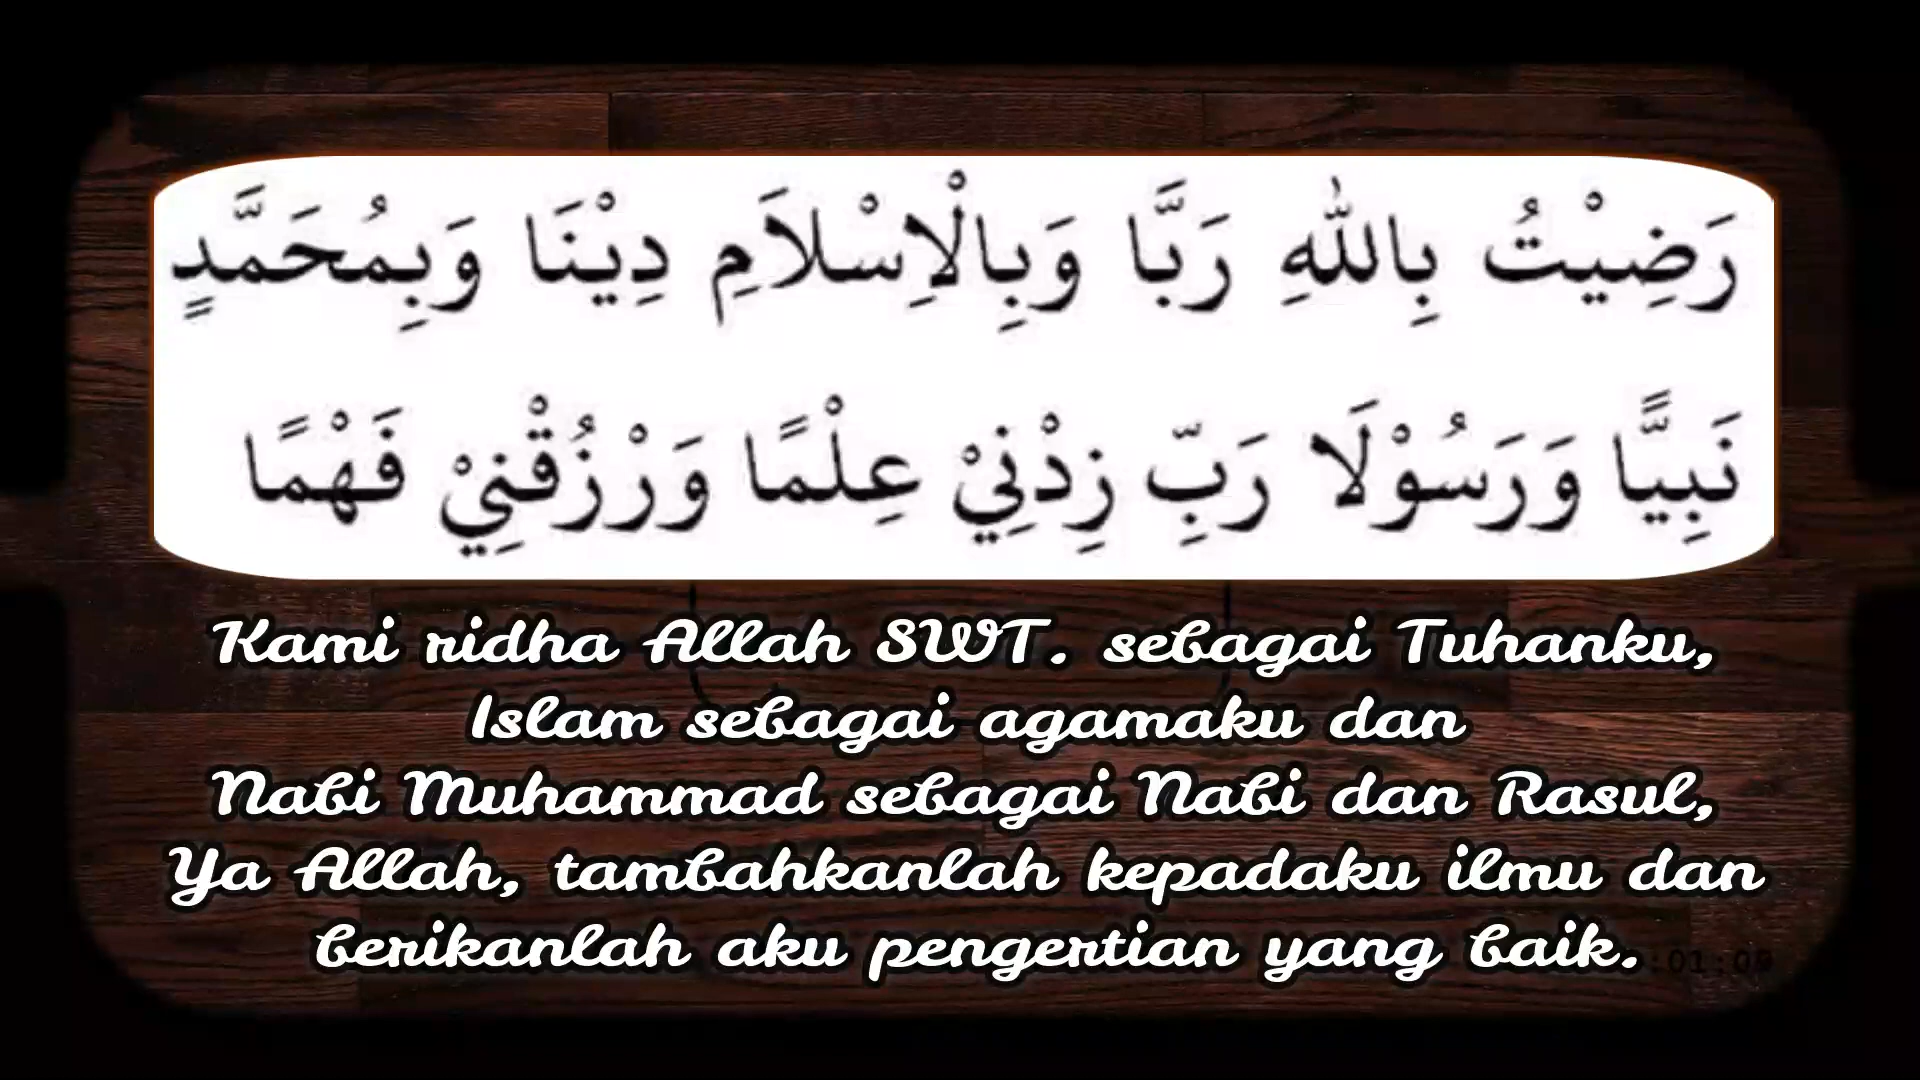 رَضِيْتُ بِاللهِ رَبَّا وَبِالْاِسْلَامِ دِيْنَا وَبِمُحَمَّدٍ
نَبِيًّا وَرَسُوْلَا رَبِّ زِدْنِيْ عِلْمًا وَرْزُقْنِيْ فَهْمًا
Kami ridha Allah SWT. sebagai Tuhanku,
Islam sebagai agamaku dan
Nabi Muhammad sebagai Nabi dan Rasul,
Ya Allah, tambahkanlah kepadaku ilmu dan
berikanlah aku pengertian yang baik.